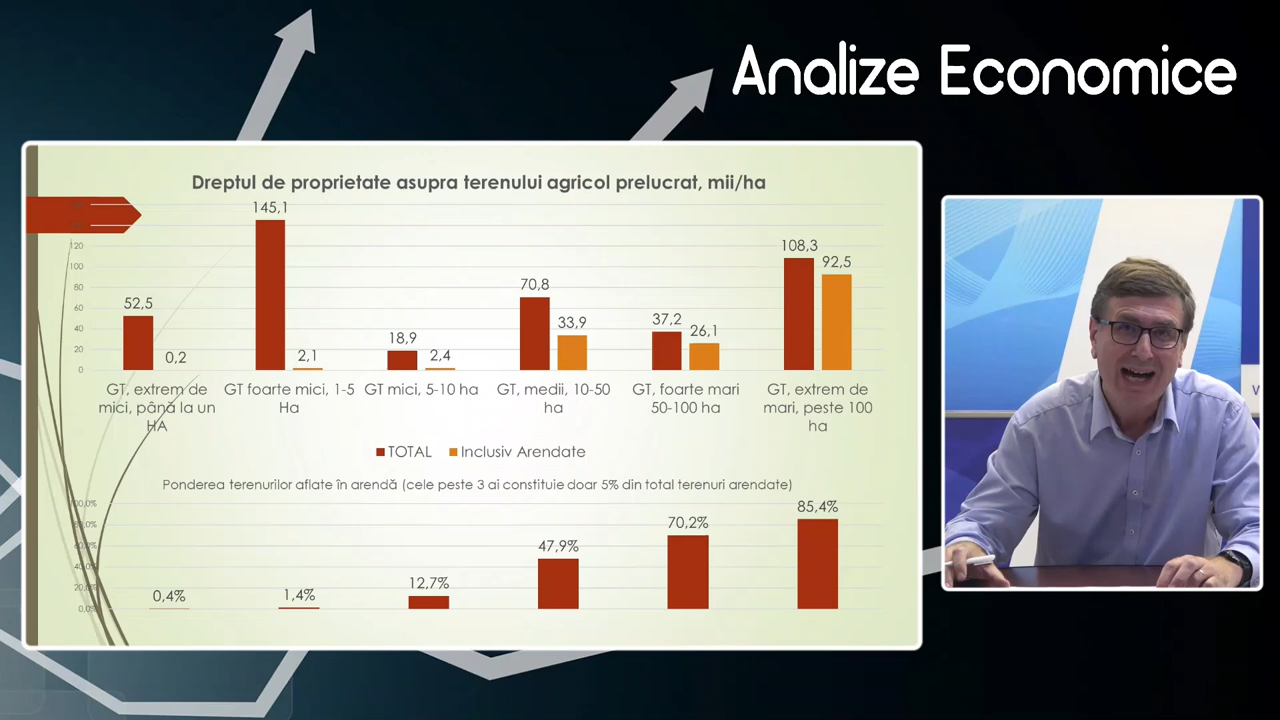 Analize Economice
Dreptul de proprietate asupra terenului agricol prelucrat, mii/ha
145,1
120
108,3
100
92,5
80
70,8
60
52,5
40
37,2
33,9
26,1
20
18,9
0
0,2
2,1
2,4
GT, extrem de
mici, până la un
HA
GT foarte mici, 1-5
Ha
GT mici, 5-10 ha
GT, medii, 10-50
ha
GT, foarte mari
50-100 ha
GT, extrem de
mari, peste 100
ha
TOTAL
Inclusiv Arendate
Ponderea terenurilor aflate în arendă (cele peste 3 ai constituie doar 5% din total terenuri arendate)
85,4%
70,2%
47,9%
20,0%
12,7%
0,0%
0,4%
1,4%